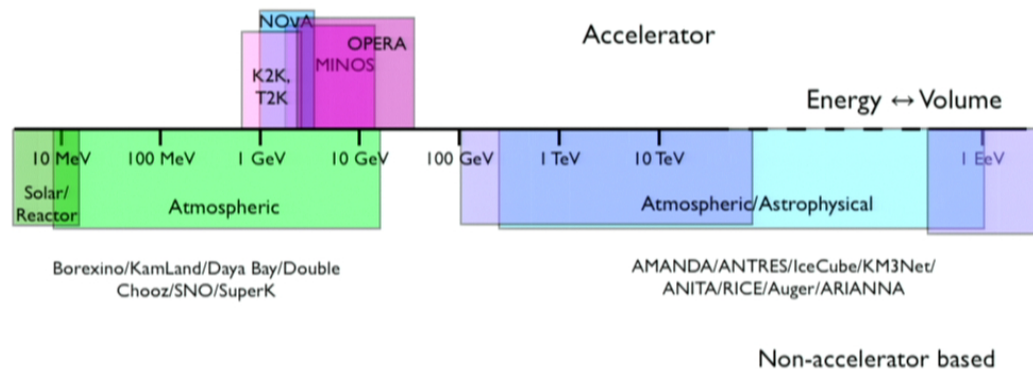 NOνA
Accelerator
OPERA
MINOS
K2K,
T2K
Energy ↔ Volume
10 MeV
100 MeV
1 GeV
10 GeV
100 GeV
1 TeV
10 TeV
1 EeV
Solar/
Reactor
Atmospheric
Atmospheric/Astrophysical
Borexino/KamLand/Daya Bay/Double
Chooz/SNO/SuperK
AMANDA/ANTRES/IceCube/KM3Net/
ANITA/RICE/Auger/ARIANNA
Non-accelerator based